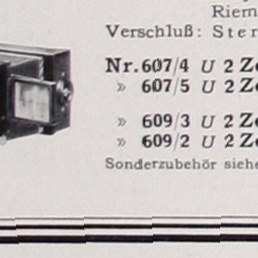 Riem
Verschluß: Ster
Nr. 607/4 U 2 Ze
» 607/5 U 2 Ze
» 609/3 U 2 Ze
» 609/2 U 2 Ze
Sonderzubehör siehe